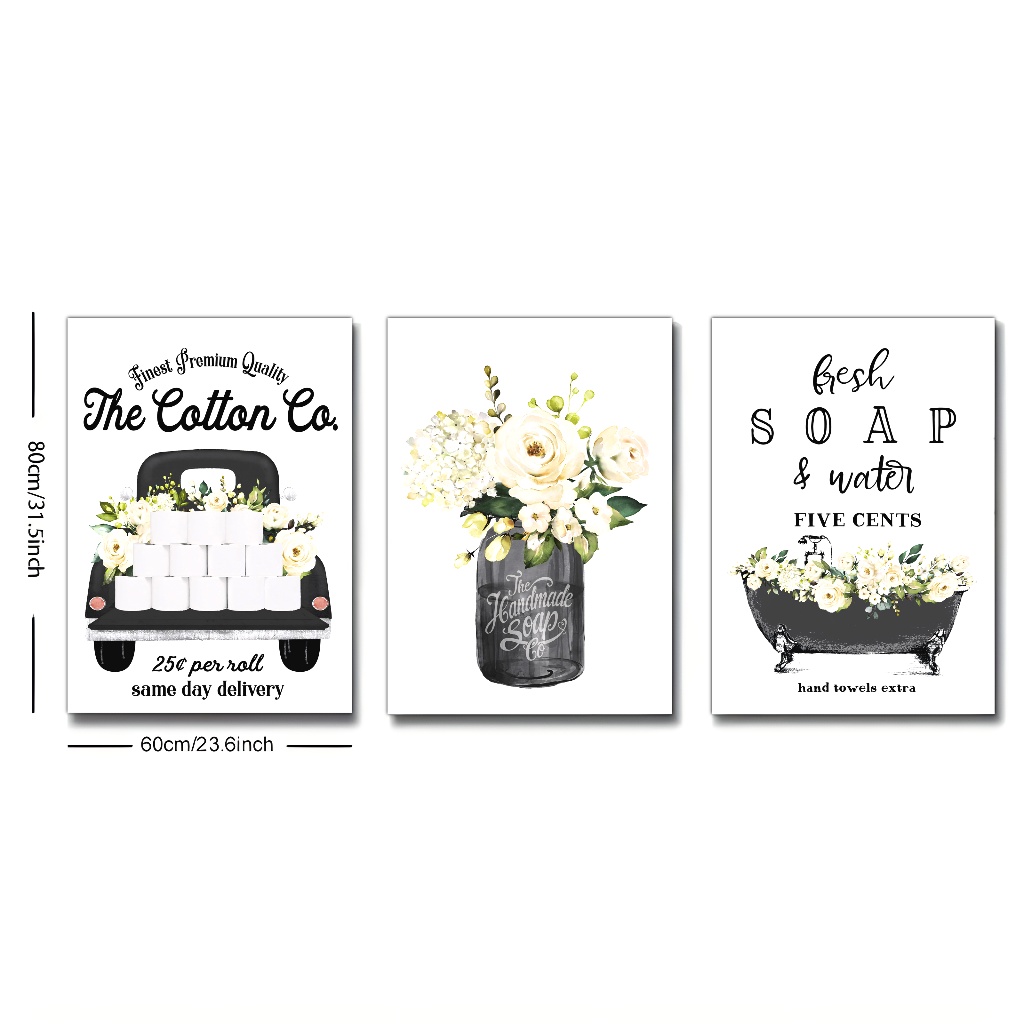 80cm/31.5inch
Finest Premium Quality
The Cotton Co.
25¢ per roll
same day delivery
60cm/23.6inch
The
Handmade
Soap
Co
fresh
SOAP
& water
FIVE CENTS
hand towels extra